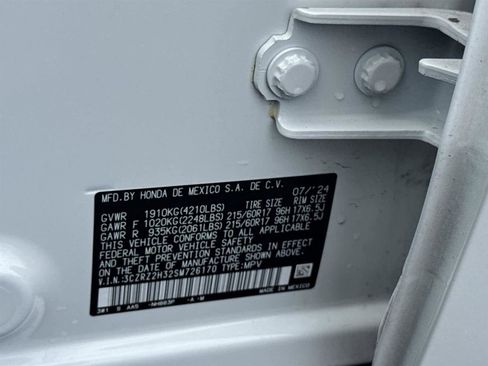 MFD.BY HONDA DE MEXICO S.A. DE C.V. 07/'24
TIRE SIZE RIM SIZE
GVWR 1910KG(4210LBS)
GAWR F 1020KG(2248LBS) 215/60R17 96H 17X6.5J
GAWR R 935KG(2061LBS) 215/60R17 96H 17X6.5J
THIS VEHICLE CONFORMS TO ALL APPLICABLE
FEDERAL MOTOR VEHICLE SAFETY STANDARDS IN EFFECT
ON THE DATE OF MANUFACTURE SHOWN ABOVE.
V.I.N.:3CZRZ2H32SM726170 TYPE: MPV
3W1 S AAS NH883P -A -M
MADE IN MEXICO